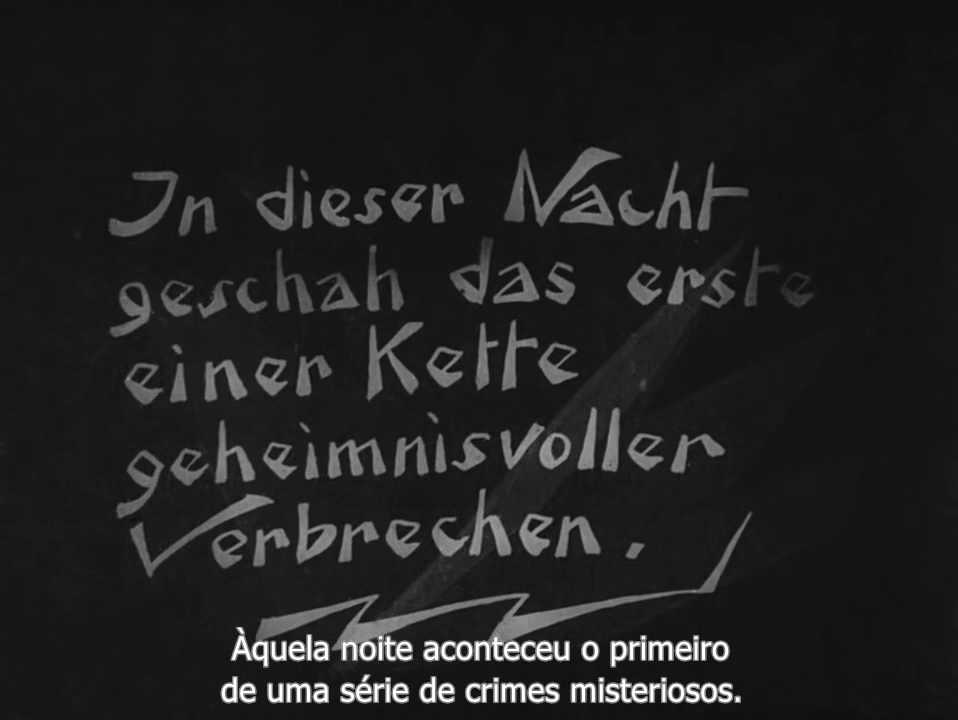 In dieser Nacht
geschah das erste
einer Kette
geheimnisvoller
Verbrechen.
Àquela noite aconteceu o primeiro
de uma série de crimes misteriosos.